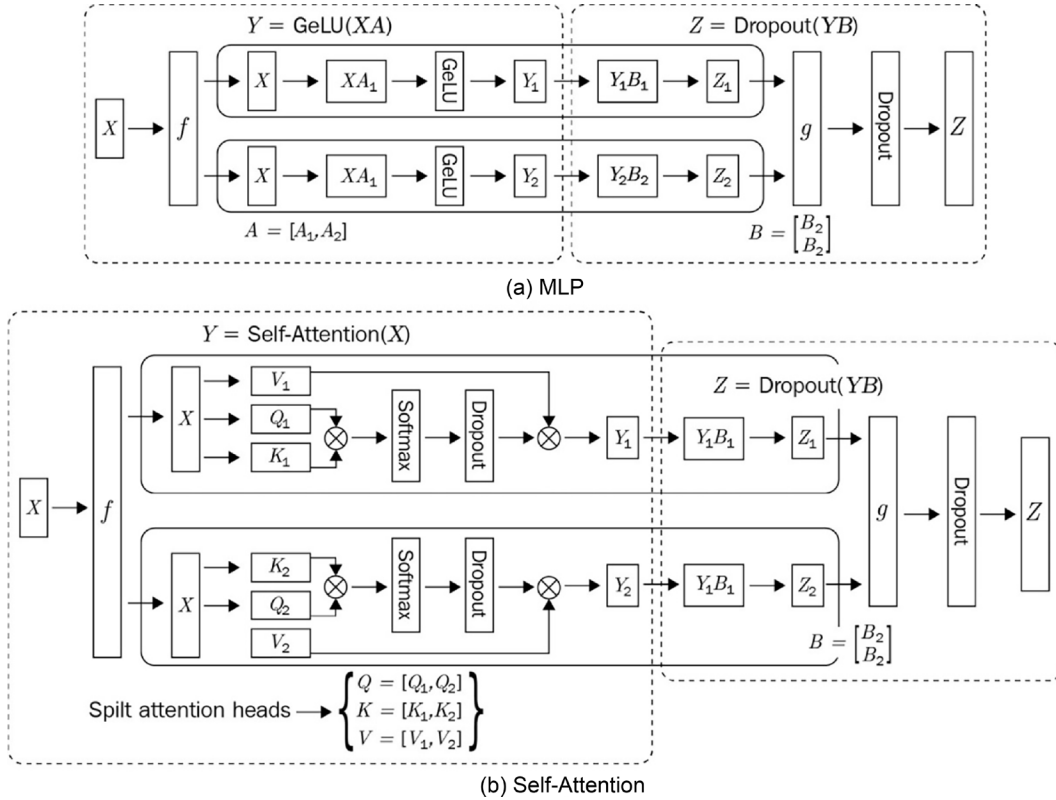 Y = GeLU(XA)
Z = Dropout(YB)
X
f
X
XA₁
GeLU
Y₁
Y₁B₁
Z₁
X
XA₁
GeLU
Y₂
Y₂B₂
Z₂
g
Dropout
Z
A = [A₁,A₂]
B = [B₂
B₂]
(a) MLP
Y = Self-Attention(X)
Z = Dropout(YB)
X
f
X
V₁
Q₁
K₁
Softmax
Dropout
Y₁
Y₁B₁
Z₁
X
K₂
Q₂
V₂
Softmax
Dropout
Y₂
Y₁B₁
Z₂
g
Dropout
Z
B = [B₂
B₂]
Spilt attention heads
Q = [Q₁,Q₂]
K = [K₁,K₂]
V = [V₁,V₂]
(b) Self-Attention